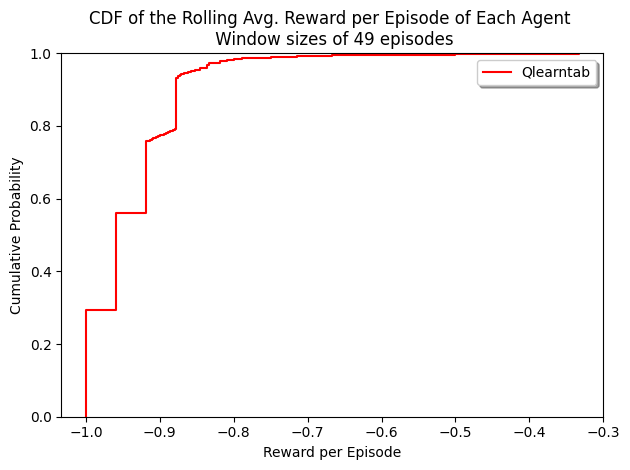 CDF of the Rolling Avg. Reward per Episode of Each Agent
Window sizes of 49 episodes
Qlearntab
Cumulative Probability
1.0
0.8
0.6
0.4
0.2
0.0
−1.0 −0.9 −0.8 −0.7 −0.6 −0.5 −0.4 −0.3
Reward per Episode